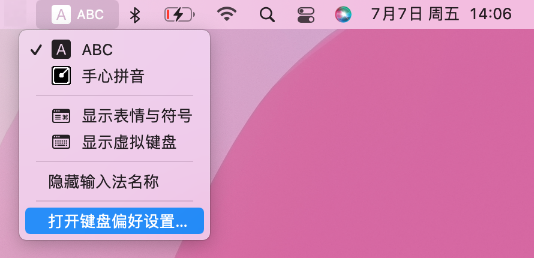 A ABC 7月7日 周五 14:06
A ABC
手心拼音
显示表情与符号
显示虚拟键盘
隐藏输入法名称
打开键盘偏好设置...